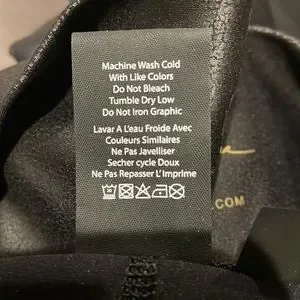 Machine Wash Cold
With Like Colors
Do Not Bleach
Tumble Dry Low
Do Not Iron Graphic
Lavar A L'eau Froide Avec
Couleurs Similaires
Ne Pas Javelliser
Secher cycle Doux
Ne Pas Repasser L'Imprime
.COM